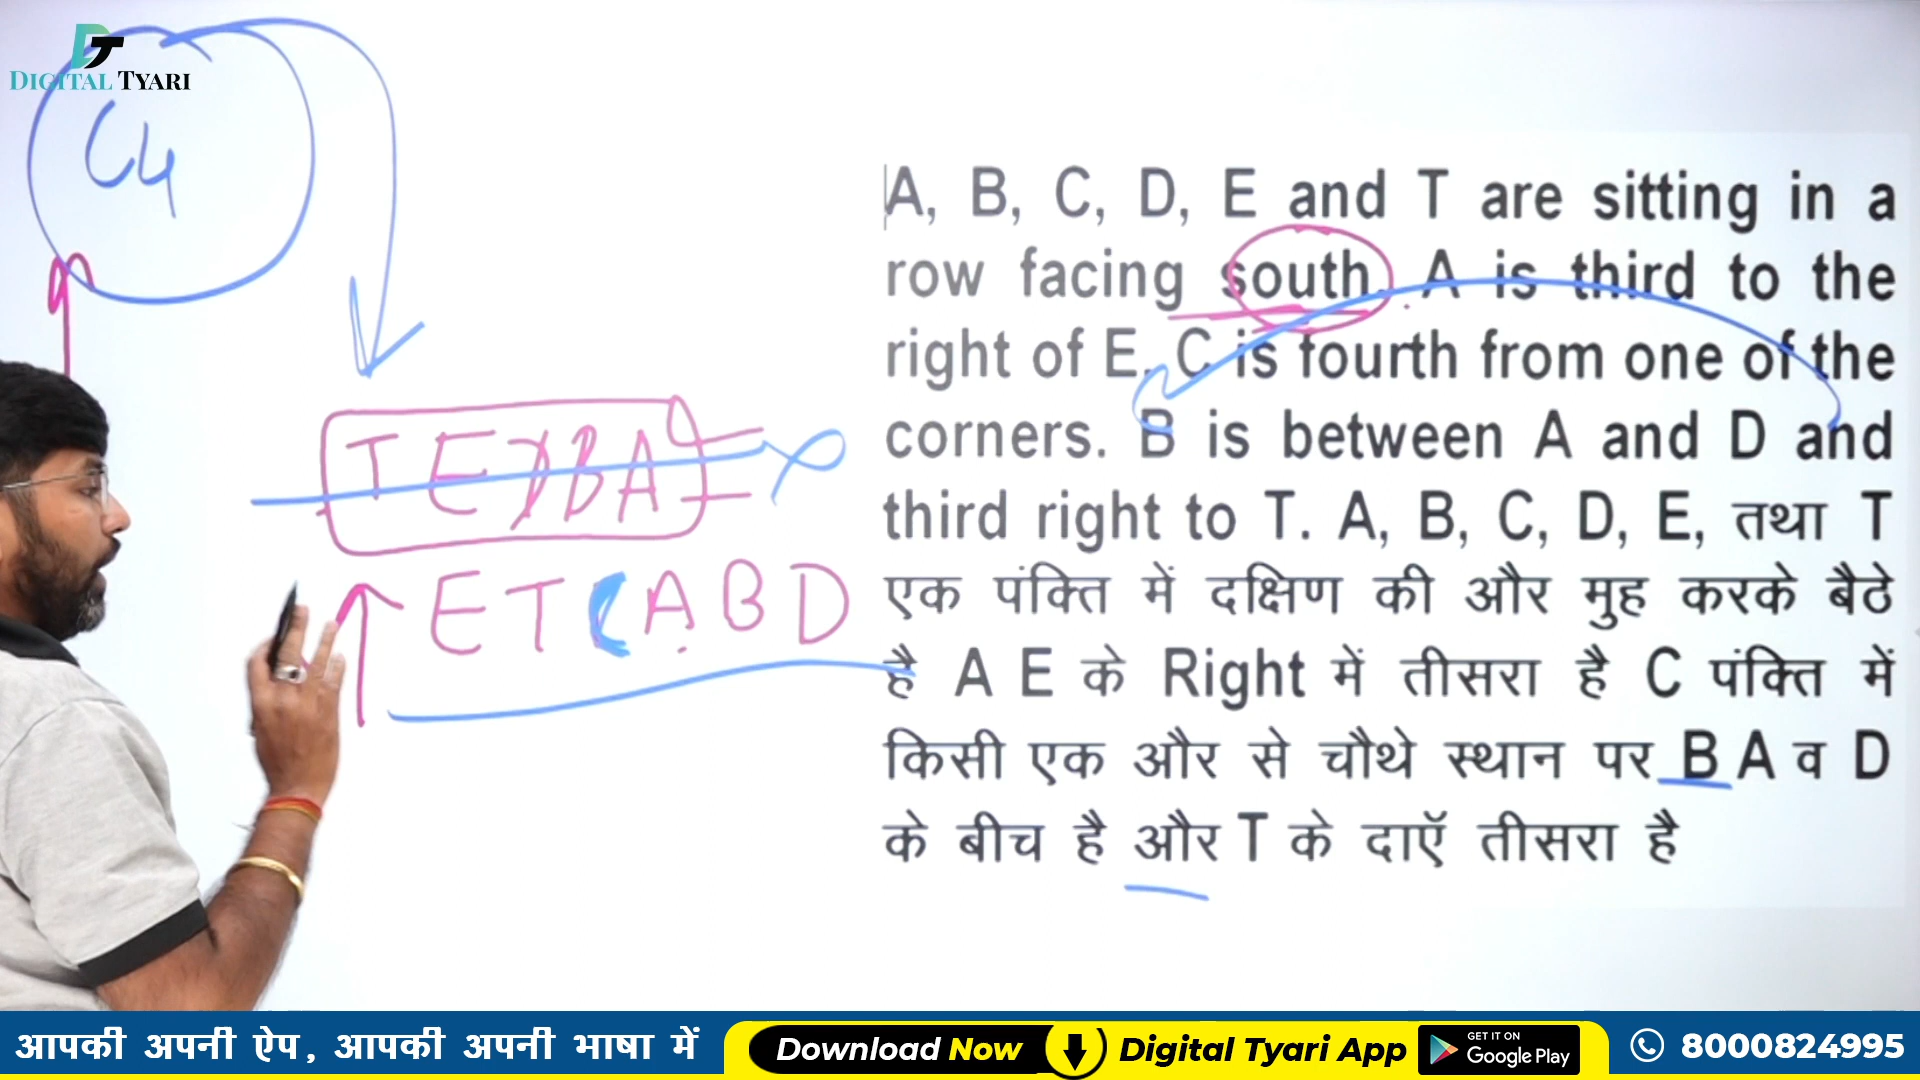 DT
DIGITAL TYARI
C4
T E D B A
E T C A B D
A, B, C, D, E and T are sitting in a
row facing south. A is third to the
right of E. C is fourth from one of the
corners. B is between A and D and
third right to T. A, B, C, D, E, तथा T
एक पंक्ति में दक्षिण की और मुह करके बैठे
है A E के Right में तीसरा है C पंक्ति में
किसी एक और से चौथे स्थान पर B A व D
के बीच है और T के दाएॅ तीसरा है
आपकी अपनी ऐप, आपकी अपनी भाषा में
Download Now
Digital Tyari App
GET IT ON
Google Play
8000824995